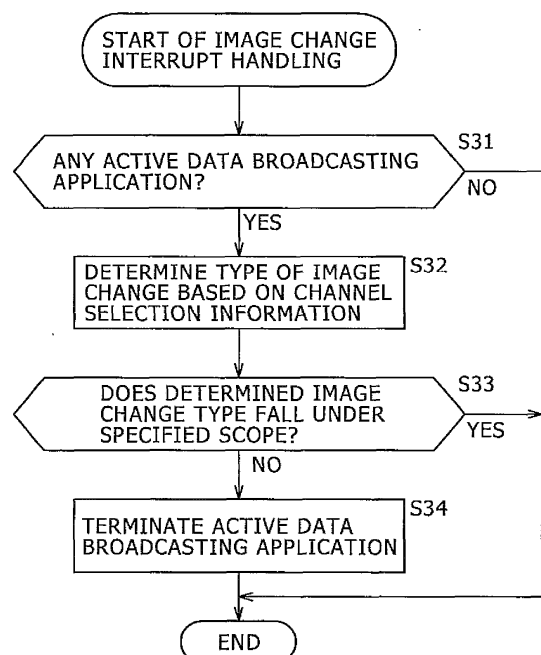 START OF IMAGE CHANGE
INTERRUPT HANDLING
S31
ANY ACTIVE DATA BROADCASTING
APPLICATION?
NO
YES
S32
DETERMINE TYPE OF IMAGE
CHANGE BASED ON CHANNEL
SELECTION INFORMATION
S33
DOES DETERMINED IMAGE
CHANGE TYPE FALL UNDER
SPECIFIED SCOPE?
YES
NO
S34
TERMINATE ACTIVE DATA
BROADCASTING APPLICATION
END